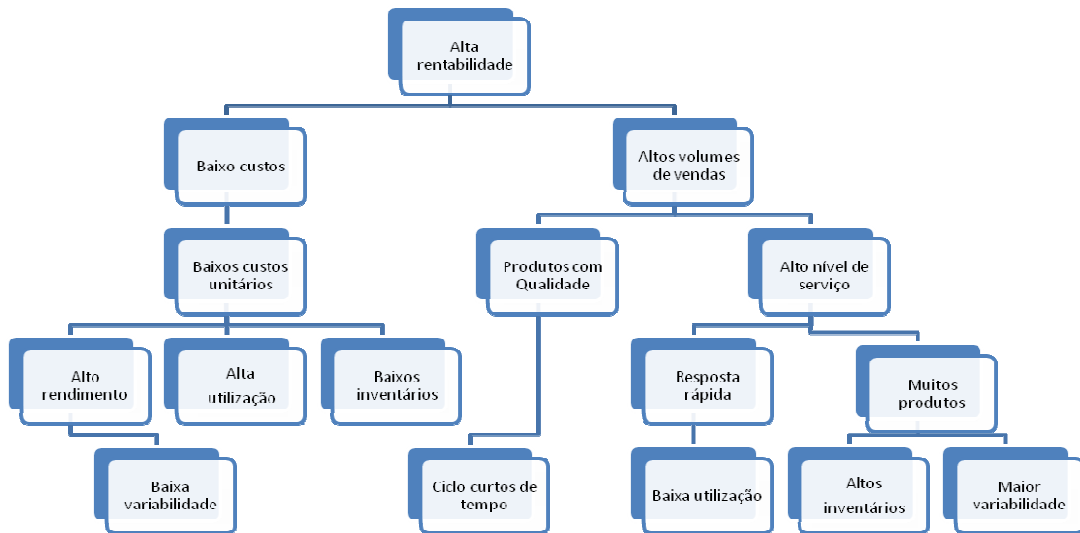 Alta
rentabilidade
Baixo custos
Altos volumes
de vendas
Baixos custos
unitários
Produtos com
Qualidade
Alto nível de
serviço
Alto
rendimento
Alta
utilização
Baixos
inventários
Resposta
rápida
Muitos
produtos
Baixa
variabilidade
Ciclo curtos de
tempo
Baixa utilização
Altos
inventários
Maior
variabilidade